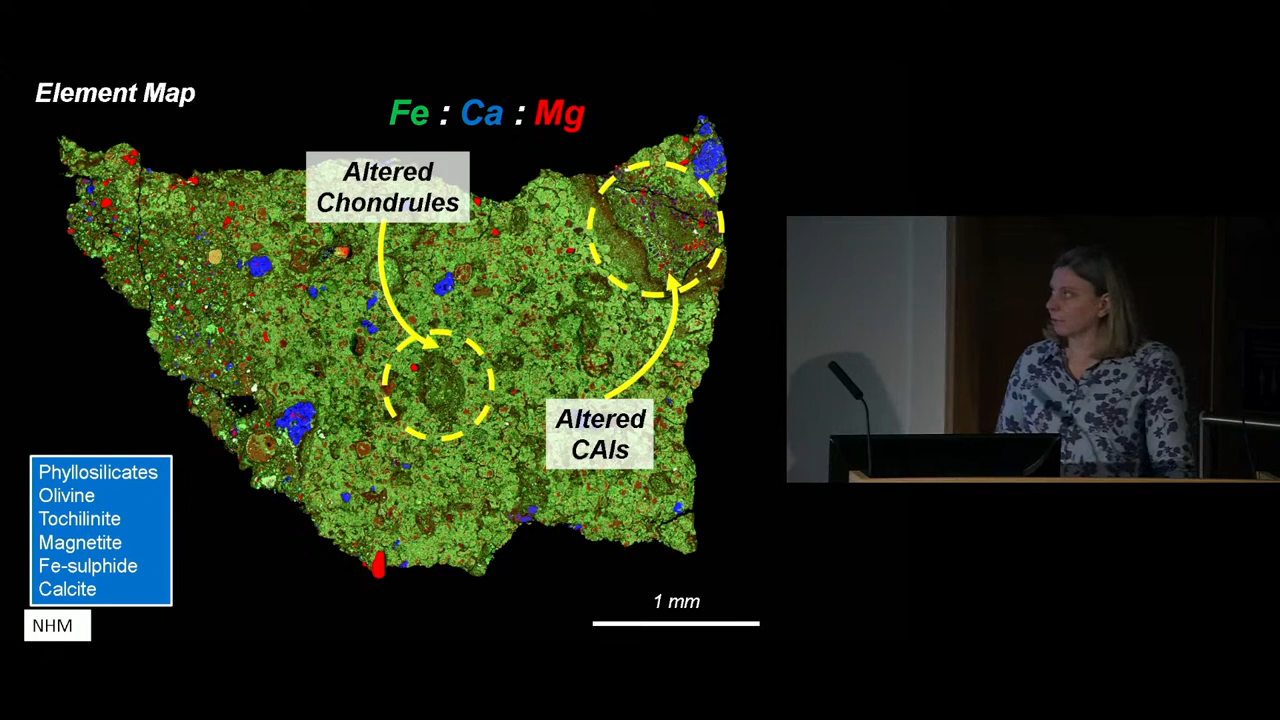 Element Map
Fe : Ca : Mg
Altered
Chondrules
Altered
CAIs
Phyllosilicates
Olivine
Tochilinite
Magnetite
Fe-sulphide
Calcite
NHM
1 mm